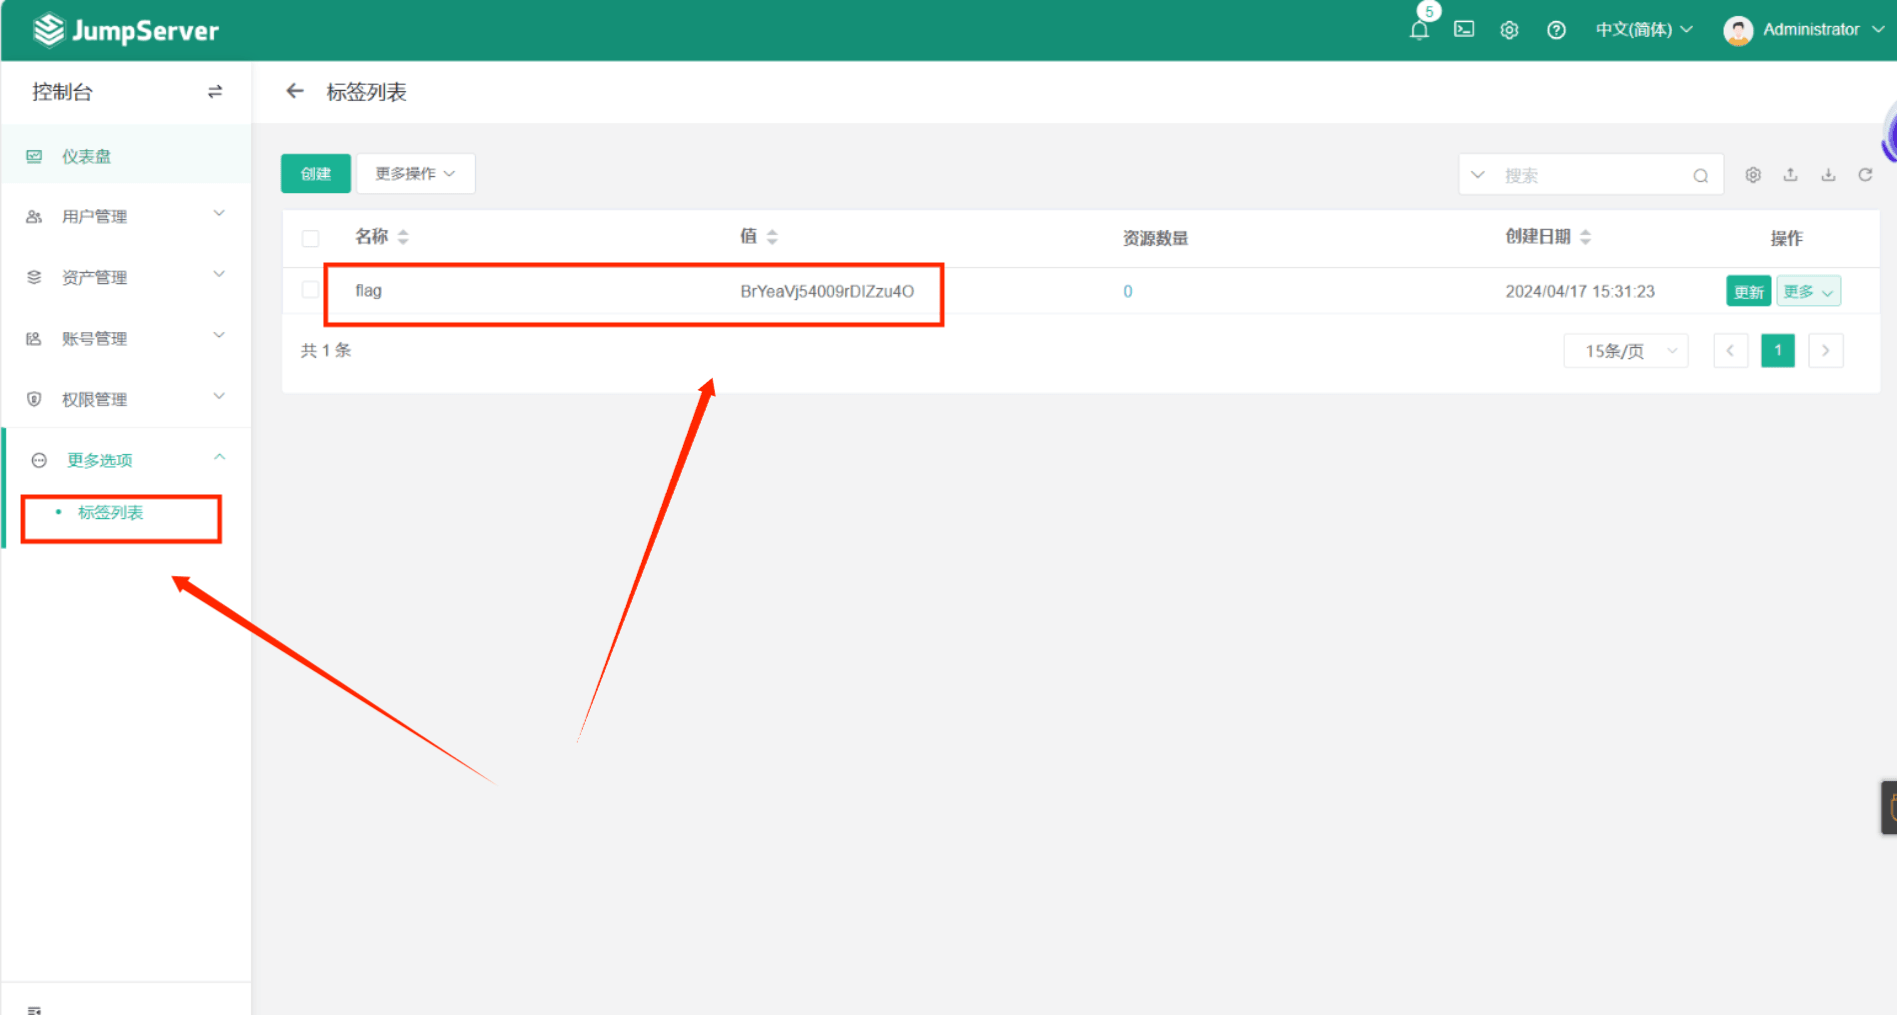 JumpServer
5
中文(简体)
Administrator
控制台
标签列表
仪表盘
用户管理
资产管理
账号管理
权限管理
更多选项
标签列表
创建
更多操作
搜索
名称 值 资源数量 创建日期 操作
flag BrYeaVj54009rDIZzu4O 0 2024/04/17 15:31:23 更新 更多
共 1 条
15条/页
1